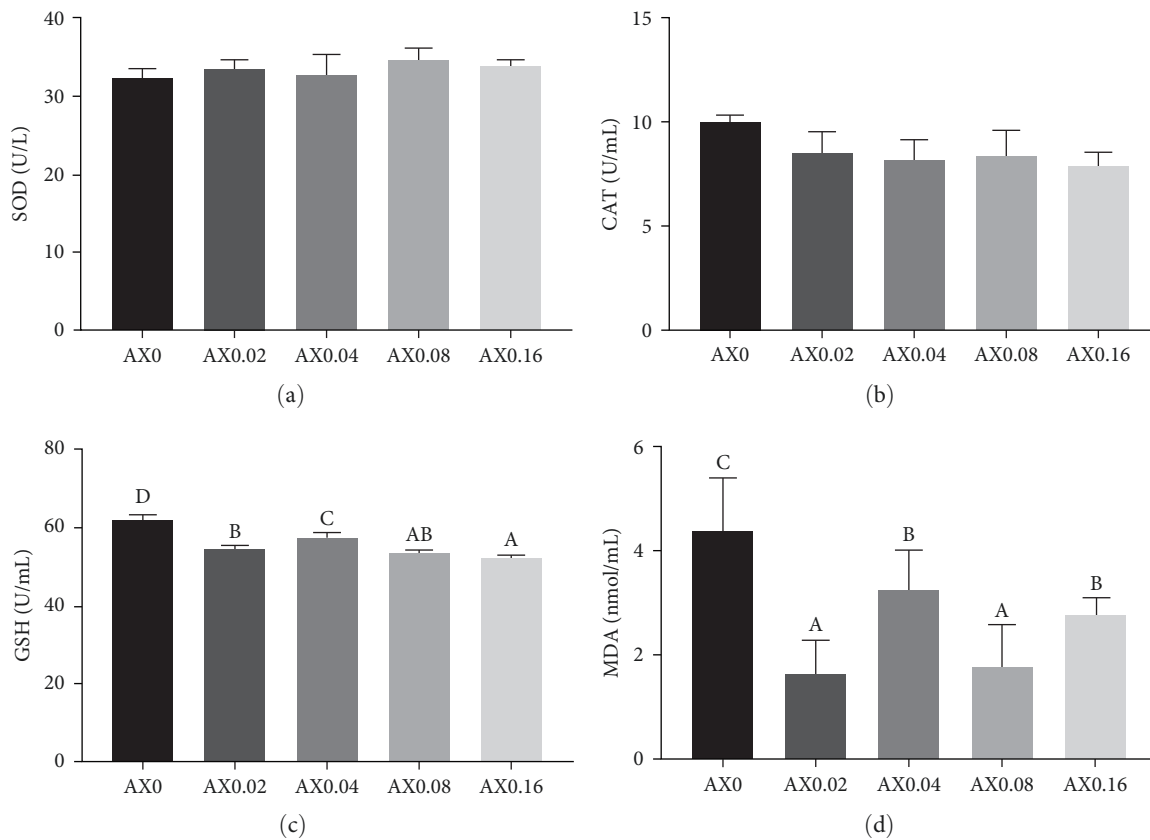 40
30
20
10
0
SOD (U/L)
AX0 AX0.02 AX0.04 AX0.08 AX0.16
(a)
15
10
5
0
CAT (U/mL)
AX0 AX0.02 AX0.04 AX0.08 AX0.16
(b)
80
60
40
20
0
GSH (U/mL)
D
B
C
AB
A
AX0 AX0.02 AX0.04 AX0.08 AX0.16
(c)
6
4
2
0
MDA (nmol/mL)
C
A
B
A
B
AX0 AX0.02 AX0.04 AX0.08 AX0.16
(d)